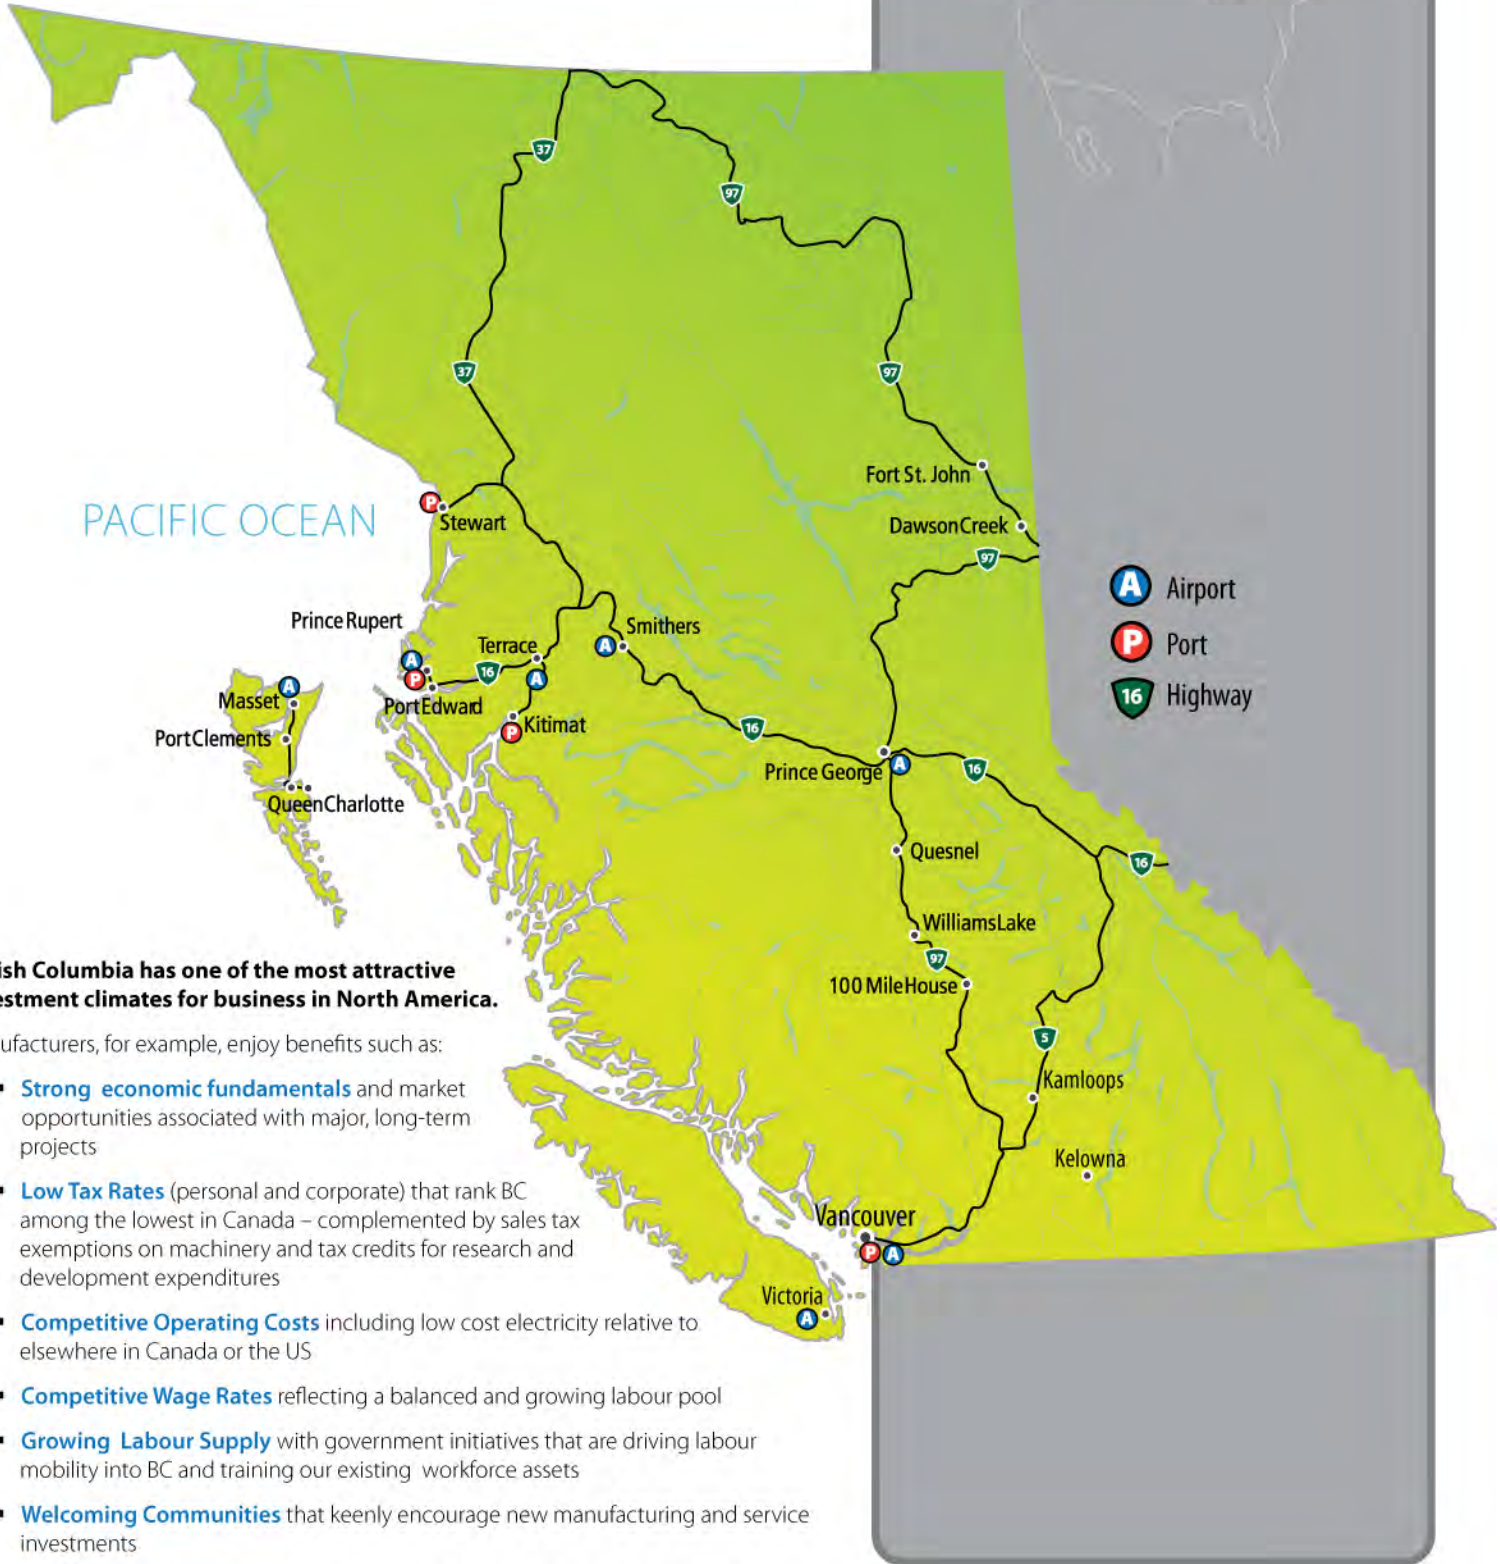 37
97
37
97
Fort St. John
PACIFIC OCEAN
P
Stewart
Dawson Creek
97
A Airport
Prince Rupert
Smithers
P Port
Terrace
A
A
16
16 Highway
P
A
A
Masset
Port Edward
Kitimat
P
16
Port Clements
Prince George
A
16
Queen Charlotte
Quesnel
16
Williams Lake
97
100 Mile House
ish Columbia has one of the most attractive
estment climates for business in North America.
5
ufacturers, for example, enjoy benefits such as:
Kamloops
▪ Strong economic fundamentals and market
opportunities associated with major, long-term
projects
Kelowna
▪ Low Tax Rates (personal and corporate) that rank BC
among the lowest in Canada – complemented by sales tax
exemptions on machinery and tax credits for research and
development expenditures
Vancouver
P A
Victoria
A
▪ Competitive Operating Costs including low cost electricity relative to
elsewhere in Canada or the US
▪ Competitive Wage Rates reflecting a balanced and growing labour pool
▪ Growing Labour Supply with government initiatives that are driving labour
mobility into BC and training our existing workforce assets
▪ Welcoming Communities that keenly encourage new manufacturing and service
investments